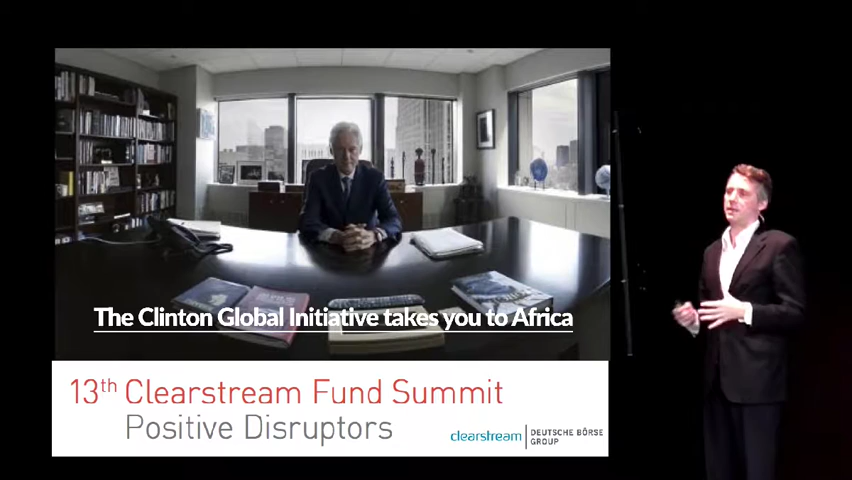 The Clinton Global Initiative takes you to Africa
13th Clearstream Fund Summit
Positive Disruptors
clearstream
DEUTSCHE BÖRSE
GROUP